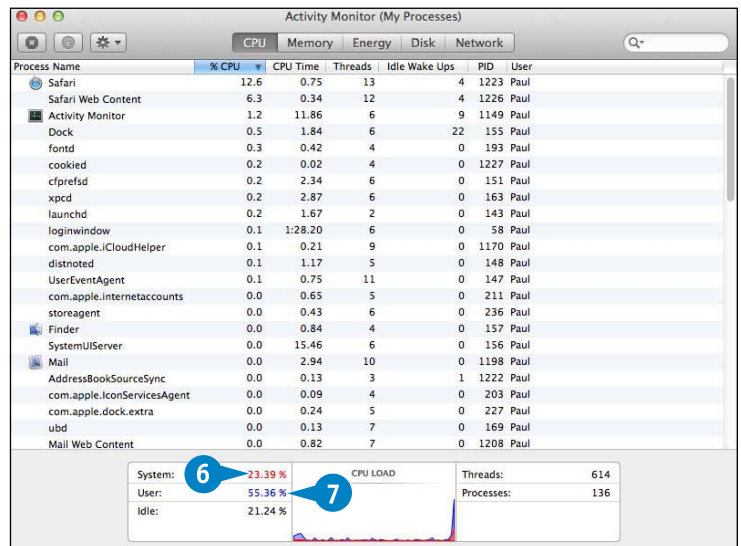 Activity Monitor (My Processes)
CPU Memory Energy Disk Network
Process Name % CPU CPU Time Threads Idle Wake Ups PID User
Safari 12.6 0.75 13 4 1223 Paul
Safari Web Content 6.3 0.34 12 4 1226 Paul
Activity Monitor 1.2 11.86 6 9 1149 Paul
Dock 0.5 1.84 6 22 155 Paul
fontd 0.3 0.42 4 0 193 Paul
cookied 0.2 0.02 4 0 1227 Paul
cfprefsd 0.2 2.34 6 0 151 Paul
xpcd 0.2 2.87 6 0 163 Paul
launchd 0.2 1.67 2 0 143 Paul
loginwindow 0.1 1:28.20 6 0 58 Paul
com.apple.iCloudHelper 0.1 0.21 9 0 1170 Paul
distnoted 0.1 1.17 5 0 148 Paul
UserEventAgent 0.1 0.75 11 0 147 Paul
com.apple.internetaccounts 0.0 0.65 5 0 211 Paul
storeagent 0.0 0.43 6 0 236 Paul
Finder 0.0 0.84 4 0 157 Paul
SystemUIServer 0.0 15.46 6 0 156 Paul
Mail 0.0 2.94 10 0 1198 Paul
AddressBookSourceSync 0.0 0.13 3 1 1222 Paul
com.apple.IconServicesAgent 0.0 0.09 4 0 203 Paul
com.apple.dock.extra 0.0 0.24 5 0 227 Paul
ubd 0.0 0.13 7 0 169 Paul
Mail Web Content 0.0 0.82 7 0 1208 Paul
System: 6 23.39 % CPU LOAD Threads: 614
User: 55.36 % 7 Processes: 136
Idle: 21.24 %